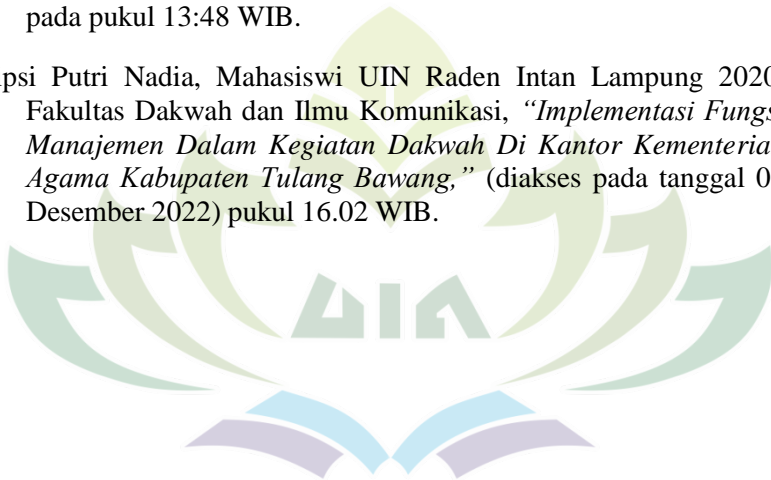 pada pukul 13:48 WIB.
psi Putri Nadia, Mahasiswi UIN Raden Intan Lampung 2020
Fakultas Dakwah dan Ilmu Komunikasi, “Implementasi Fungs
Manajemen Dalam Kegiatan Dakwah Di Kantor Kementeria
Agama Kabupaten Tulang Bawang,” (diakses pada tanggal 0
Desember 2022) pukul 16.02 WIB.
UIN